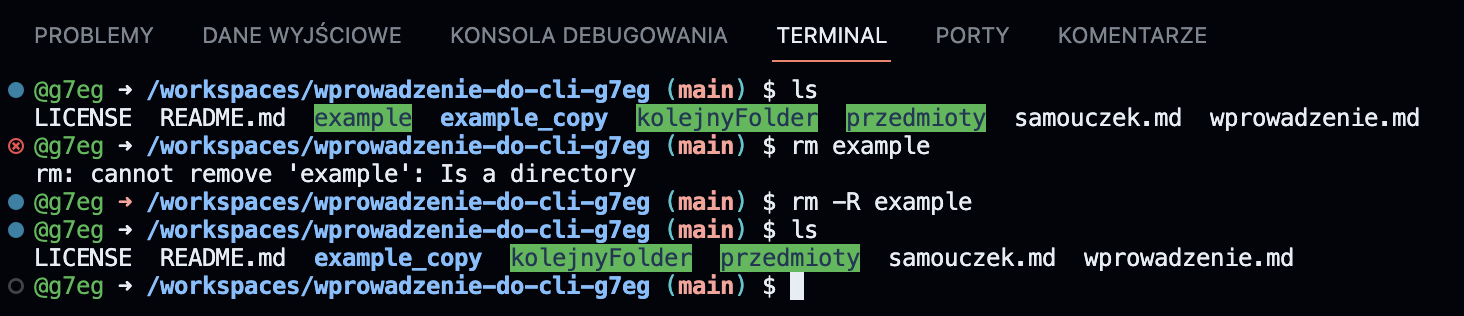 PROBLEMY DANE WYJŚCIOWE KONSOLA DEBUGOWANIA TERMINAL PORTY KOMENTARZE
@g7eg ➜ /workspaces/wprowadzenie-do-cli-g7eg (main) $ ls
LICENSE README.md example example_copy kolejnyFolder przedmioty samouczek.md wprowadzenie.md
@g7eg ➜ /workspaces/wprowadzenie-do-cli-g7eg (main) $ rm example
rm: cannot remove 'example': Is a directory
@g7eg ➜ /workspaces/wprowadzenie-do-cli-g7eg (main) $ rm -R example
@g7eg ➜ /workspaces/wprowadzenie-do-cli-g7eg (main) $ ls
LICENSE README.md example_copy kolejnyFolder przedmioty samouczek.md wprowadzenie.md
@g7eg ➜ /workspaces/wprowadzenie-do-cli-g7eg (main) $